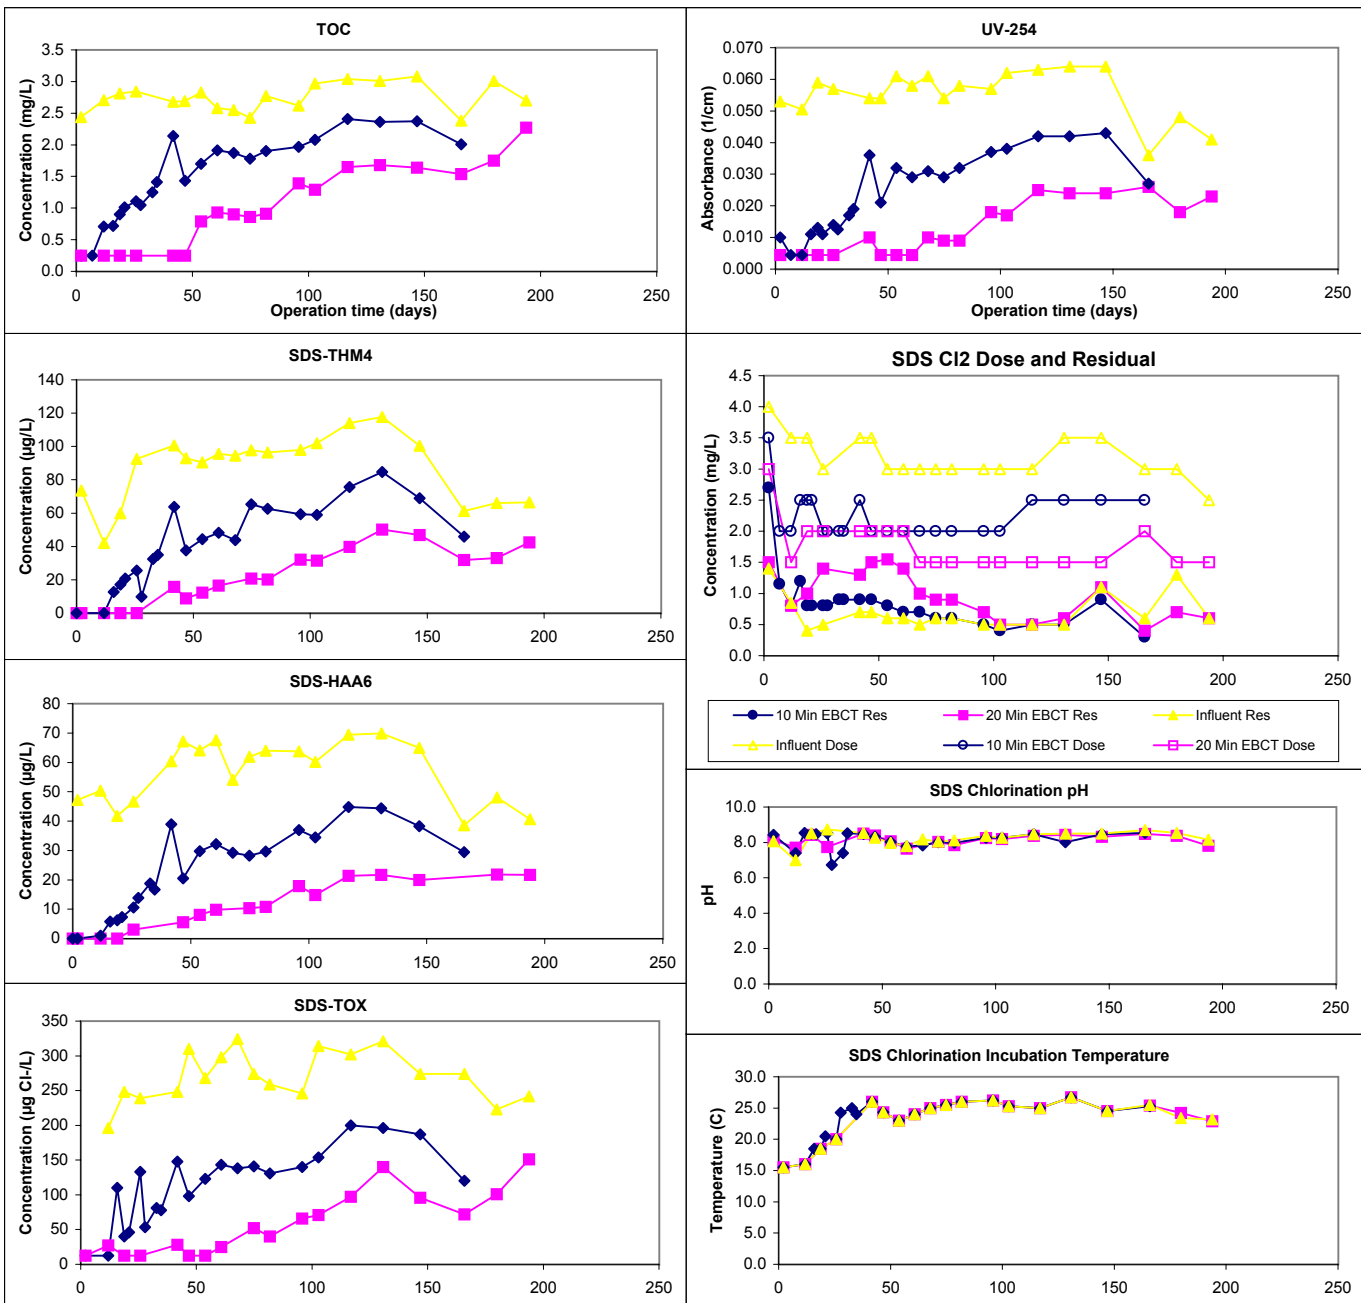 TOC
Concentration (mg/L)
3.5
3.0
2.5
2.0
1.5
1.0
0.5
0.0
0 50 100 150 200 250
Operation time (days)
UV-254
Absorbance (1/cm)
0.070
0.060
0.050
0.040
0.030
0.020
0.010
0.000
0 50 100 150 200 250
Operation time (days)
SDS-THM4
Concentration (µg/L)
140
120
100
80
60
40
20
0
0 50 100 150 200 250
SDS Cl2 Dose and Residual
Concentration (mg/L)
4.5
4.0
3.5
3.0
2.5
2.0
1.5
1.0
0.5
0.0
0 50 100 150 200 250
10 Min EBCT Res 20 Min EBCT Res Influent Res
Influent Dose 10 Min EBCT Dose 20 Min EBCT Dose
SDS-HAA6
Concentration (µg/L)
80
70
60
50
40
30
20
10
0
0 50 100 150 200 250
SDS Chlorination pH
pH
10.0
8.0
6.0
4.0
2.0
0.0
0 50 100 150 200 250
SDS-TOX
Concentration (µg Cl-/L)
350
300
250
200
150
100
50
0
0 50 100 150 200 250
SDS Chlorination Incubation Temperature
Temperature (C)
30.0
25.0
20.0
15.0
10.0
5.0
0.0
0 50 100 150 200 250